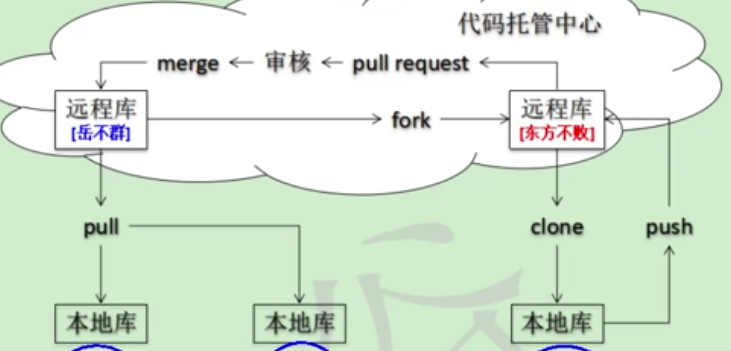 代码托管中心
merge ← 审核 ← pull request
远程库
[岳不群]
fork
远程库
[东方不败]
pull
clone
push
本地库
本地库
本地库